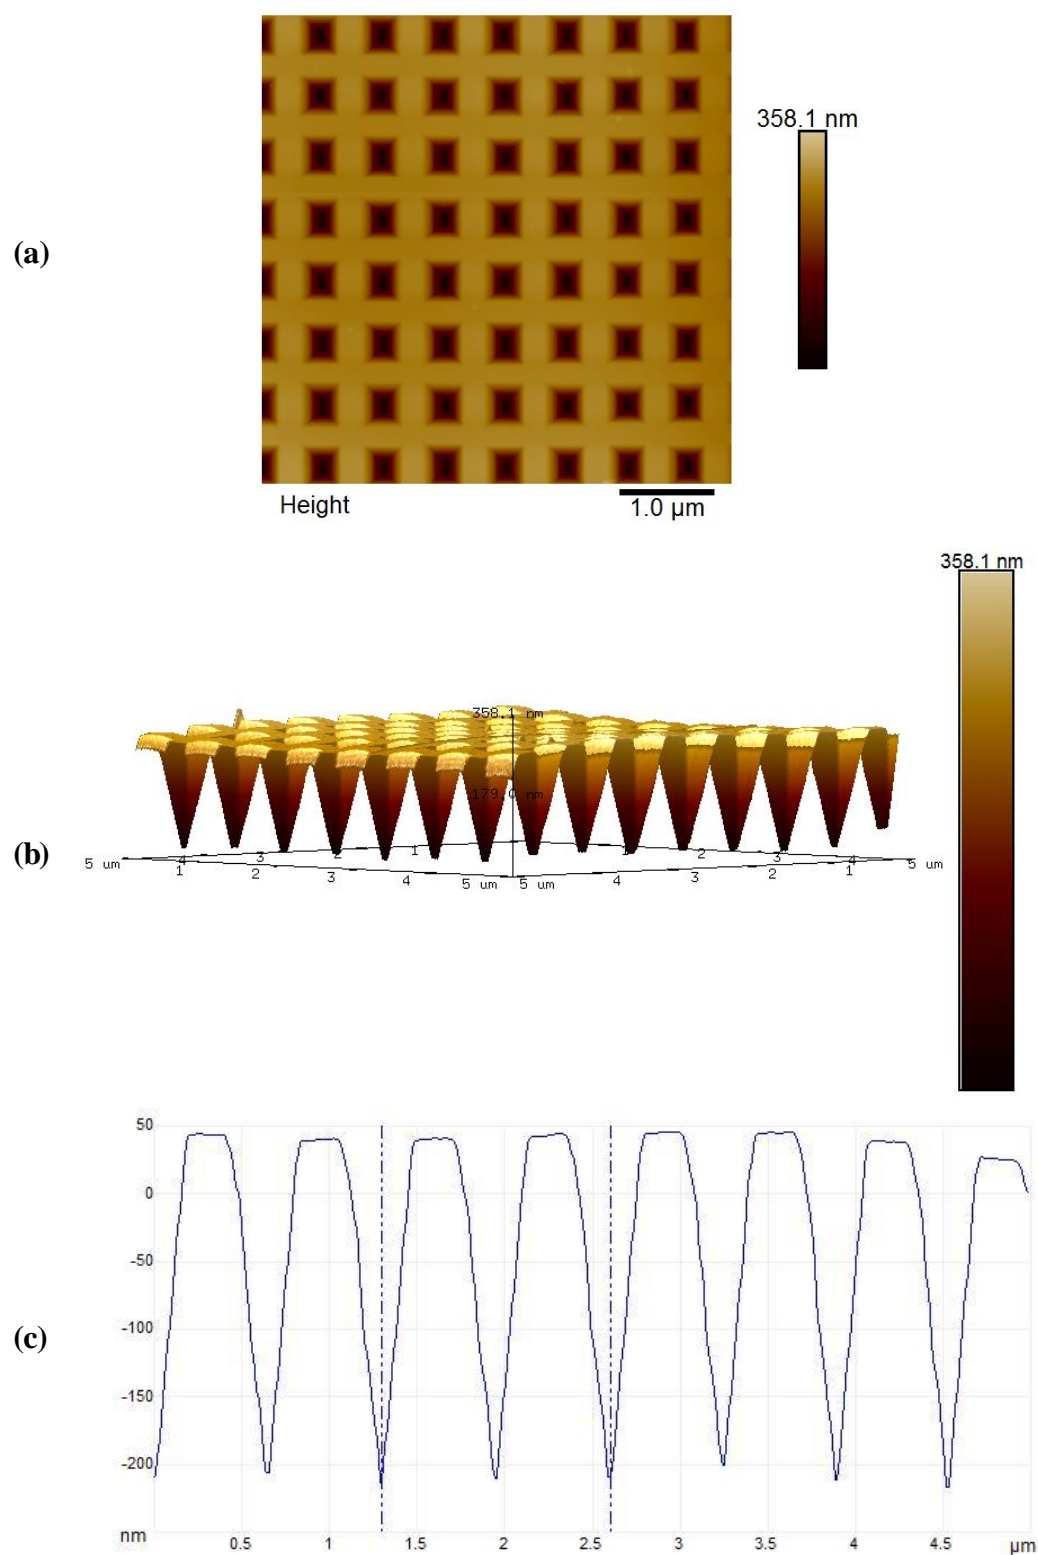 358.1 nm
(a)
Height
1.0 µm
358.1 nm
358.1 nm
179.0 nm
(b)
5 um 4 3 2 1 1 2 3 4 5 um
1 2 3 4 5 um 5 um 4 3 2 1
50
0
-50
-100
(c)
-150
-200
nm
0.5 1 1.5 2 2.5 3 3.5 4 4.5 µm